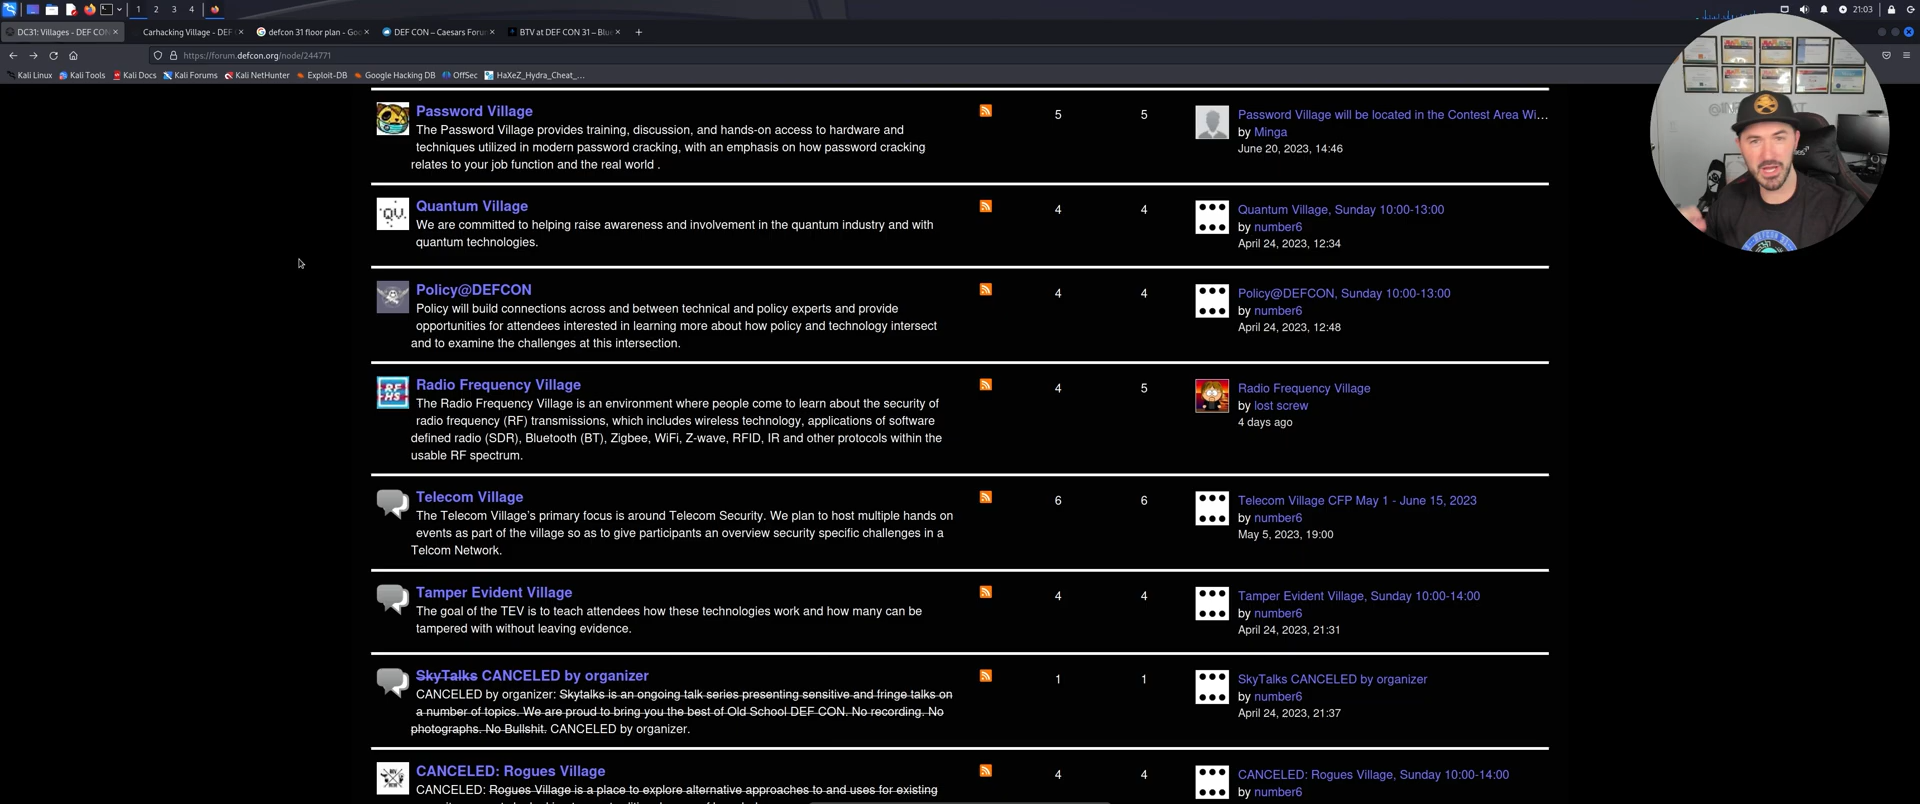 1 2 3 4
21:03
DC31: Villages - DEF CON
Carhacking Village - DEF
defcon 31 floor plan - Goo
DEF CON – Caesars Foru
BTV at DEF CON 31 – Blue
https://forum.defcon.org/node/244771
Kali Linux
Kali Tools
Kali Docs
Kali Forums
Kali NetHunter
Exploit-DB
Google Hacking DB
OffSec
HaXeZ_Hydra_Cheat_...
Password Village
The Password Village provides training, discussion, and hands-on access to hardware and
techniques utilized in modern password cracking, with an emphasis on how password cracking
relates to your job function and the real world .
5
5
Password Village will be located in the Contest Area Wi...
by Minga
June 20, 2023, 14:46
QV
Quantum Village
We are committed to helping raise awareness and involvement in the quantum industry and with
quantum technologies.
4
4
Quantum Village, Sunday 10:00-13:00
by number6
April 24, 2023, 12:34
Policy@DEFCON
Policy will build connections across and between technical and policy experts and provide
opportunities for attendees interested in learning more about how policy and technology intersect
and to examine the challenges at this intersection.
4
4
Policy@DEFCON, Sunday 10:00-13:00
by number6
April 24, 2023, 12:48
RF
HS
Radio Frequency Village
The Radio Frequency Village is an environment where people come to learn about the security of
radio frequency (RF) transmissions, which includes wireless technology, applications of software
defined radio (SDR), Bluetooth (BT), Zigbee, WiFi, Z-wave, RFID, IR and other protocols within the
usable RF spectrum.
4
5
Radio Frequency Village
by lost screw
4 days ago
Telecom Village
The Telecom Village's primary focus is around Telecom Security. We plan to host multiple hands on
events as part of the village so as to give participants an overview security specific challenges in a
Telcom Network.
6
6
Telecom Village CFP May 1 - June 15, 2023
by number6
May 5, 2023, 19:00
Tamper Evident Village
The goal of the TEV is to teach attendees how these technologies work and how many can be
tampered with without leaving evidence.
4
4
Tamper Evident Village, Sunday 10:00-14:00
by number6
April 24, 2023, 21:31
SkyTalks CANCELED by organizer
CANCELED by organizer: Skytalks is an ongoing talk series presenting sensitive and fringe talks on
a number of topics. We are proud to bring you the best of Old School DEF CON. No recording. No
photographs. No Bullshit. CANCELED by organizer.
1
1
SkyTalks CANCELED by organizer
by number6
April 24, 2023, 21:37
CANCELED: Rogues Village
CANCELED: Rogues Village is a place to explore alternative approaches to and uses for existing
4
4
CANCELED: Rogues Village, Sunday 10:00-14:00
by number6